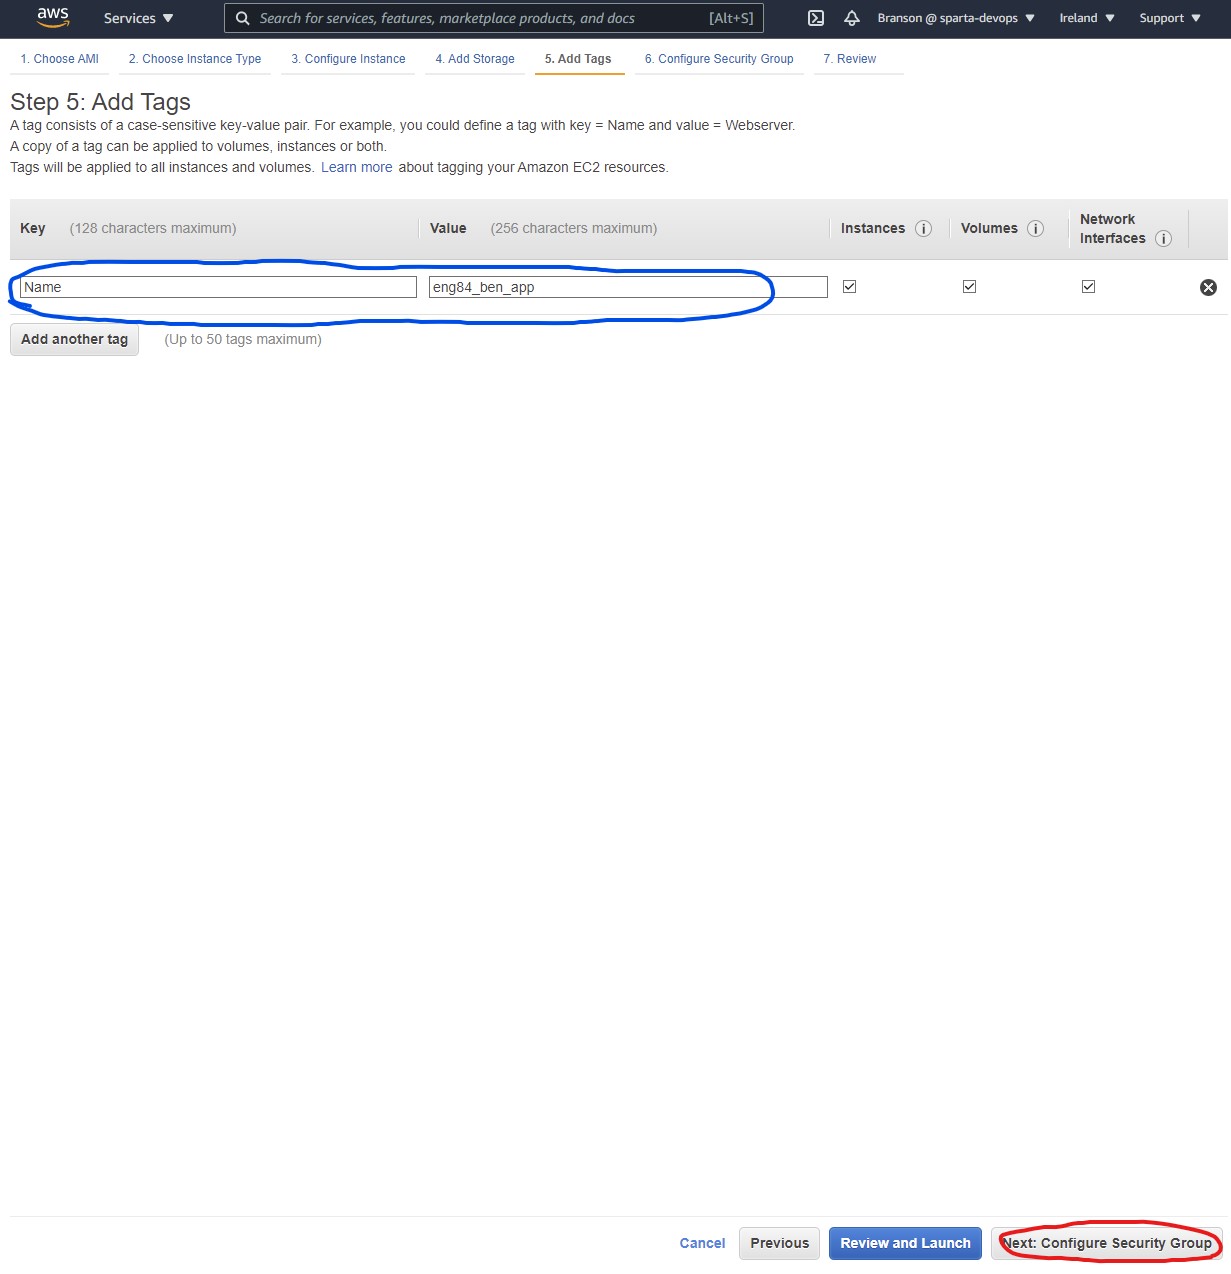 aws Services Search for services, features, marketplace products, and docs [Alt+S] Branson @ sparta-devops Ireland Support
1. Choose AMI 2. Choose Instance Type 3. Configure Instance 4. Add Storage 5. Add Tags 6. Configure Security Group 7. Review
Step 5: Add Tags
A tag consists of a case-sensitive key-value pair. For example, you could define a tag with key = Name and value = Webserver.
A copy of a tag can be applied to volumes, instances or both.
Tags will be applied to all instances and volumes. Learn more about tagging your Amazon EC2 resources.
Key (128 characters maximum) Value (256 characters maximum) Instances i Volumes i Network
Interfaces i
Name eng84_ben_app
Add another tag (Up to 50 tags maximum)
Cancel Previous Review and Launch Next: Configure Security Group